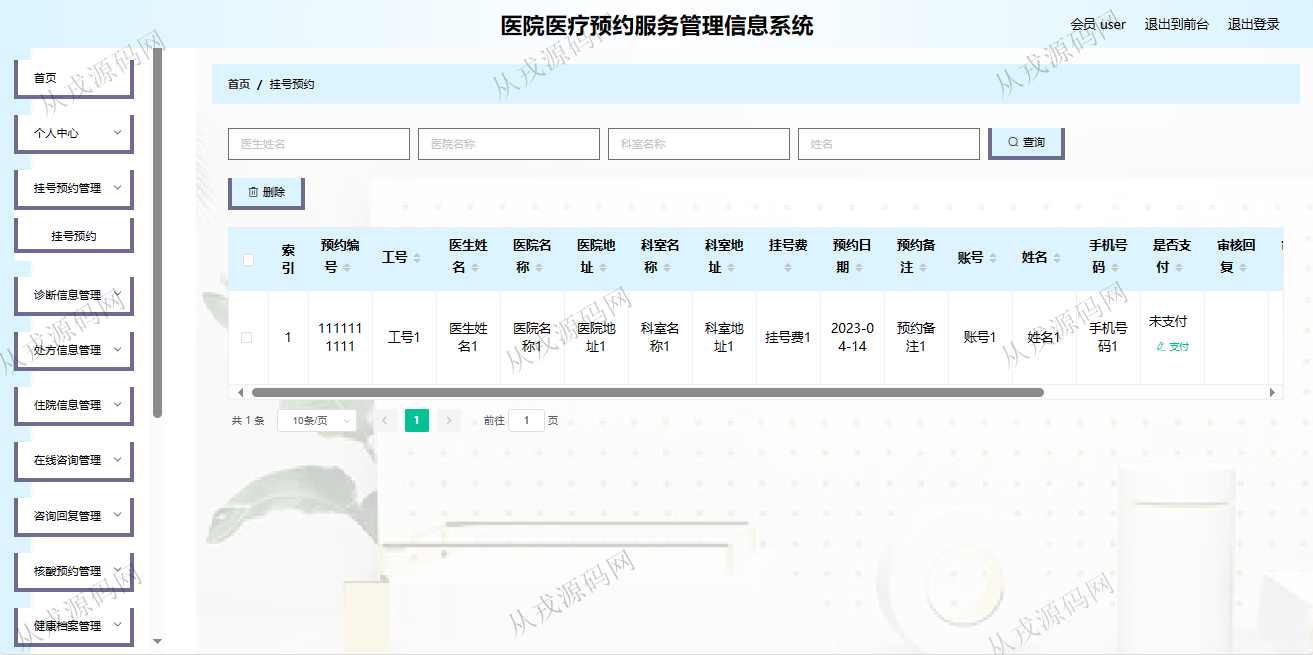 医院医疗预约服务管理信息系统
会员 user 退出到前台 退出登录
首页
个人中心
挂号预约管理
挂号预约
诊断信息管理
处方信息管理
住院信息管理
在线咨询管理
咨询回复管理
核酸预约管理
健康档案管理
首页 / 挂号预约
医生姓名 医院名称 科室名称 姓名 查询
删除
索引 预约编号 工号 医生姓名 医院名称 医院地址 科室名称 科室地址 挂号费 预约日期 预约备注 账号 姓名 手机号码 是否支付 审核回复
1 1111111111 工号1 医生姓名1 医院名称1 医院地址1 科室名称1 科室地址1 挂号费1 2023-04-14 预约备注1 账号1 姓名1 手机号码1 未支付
支付
共 1 条 10条/页 1 前往 1 页
从戎源码网
从戎源码网
从戎源码网
从戎源码网
从戎源码网
从戎源码网
从戎源码网
从戎源码网
从戎源码网